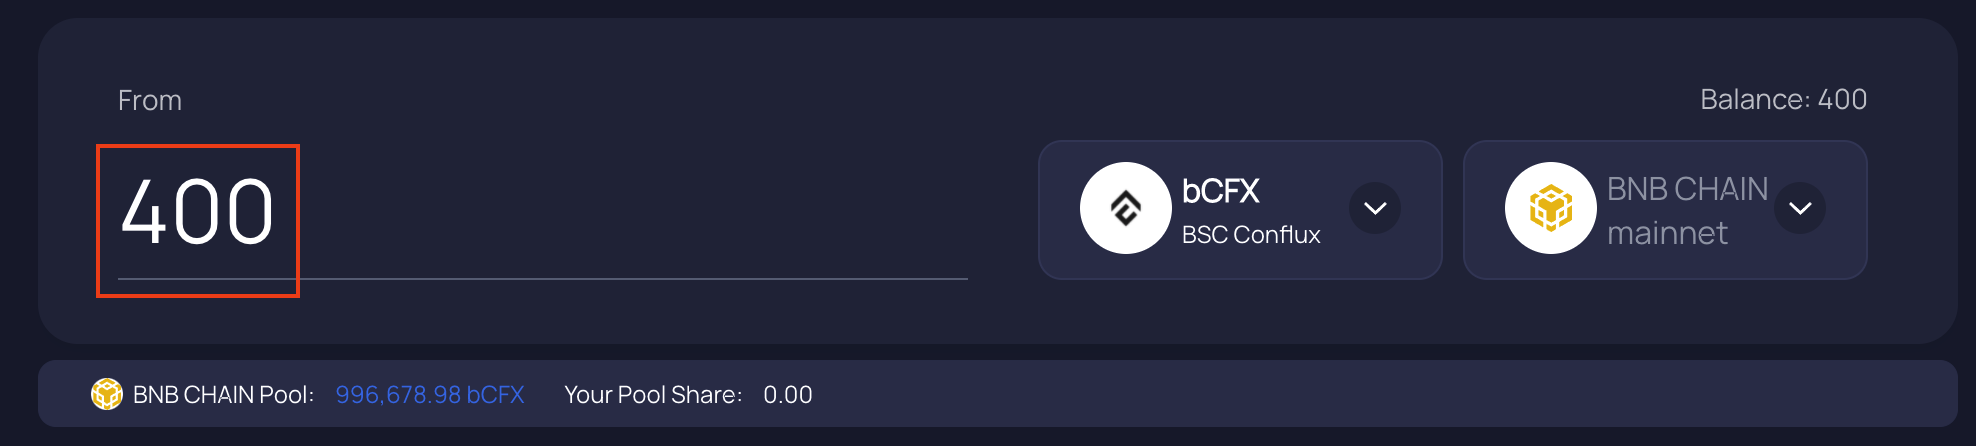 From
Balance: 400
400
bCFX
BSC Conflux
BNB CHAIN
mainnet
BNB CHAIN Pool: 996,678.98 bCFX Your Pool Share: 0.00